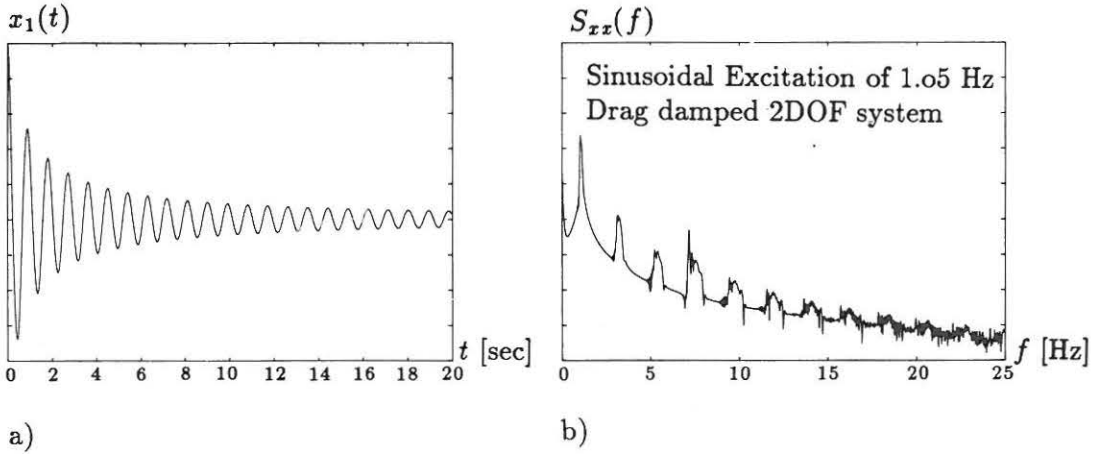 x₁(t)
0 2 4 6 8 10 12 14 16 18 20
t [sec]
a)
Sₓₓ(f)
Sinusoidal Excitation of 1.o5 Hz
Drag damped 2DOF system
0 5 10 15 20 25
f [Hz]
b)